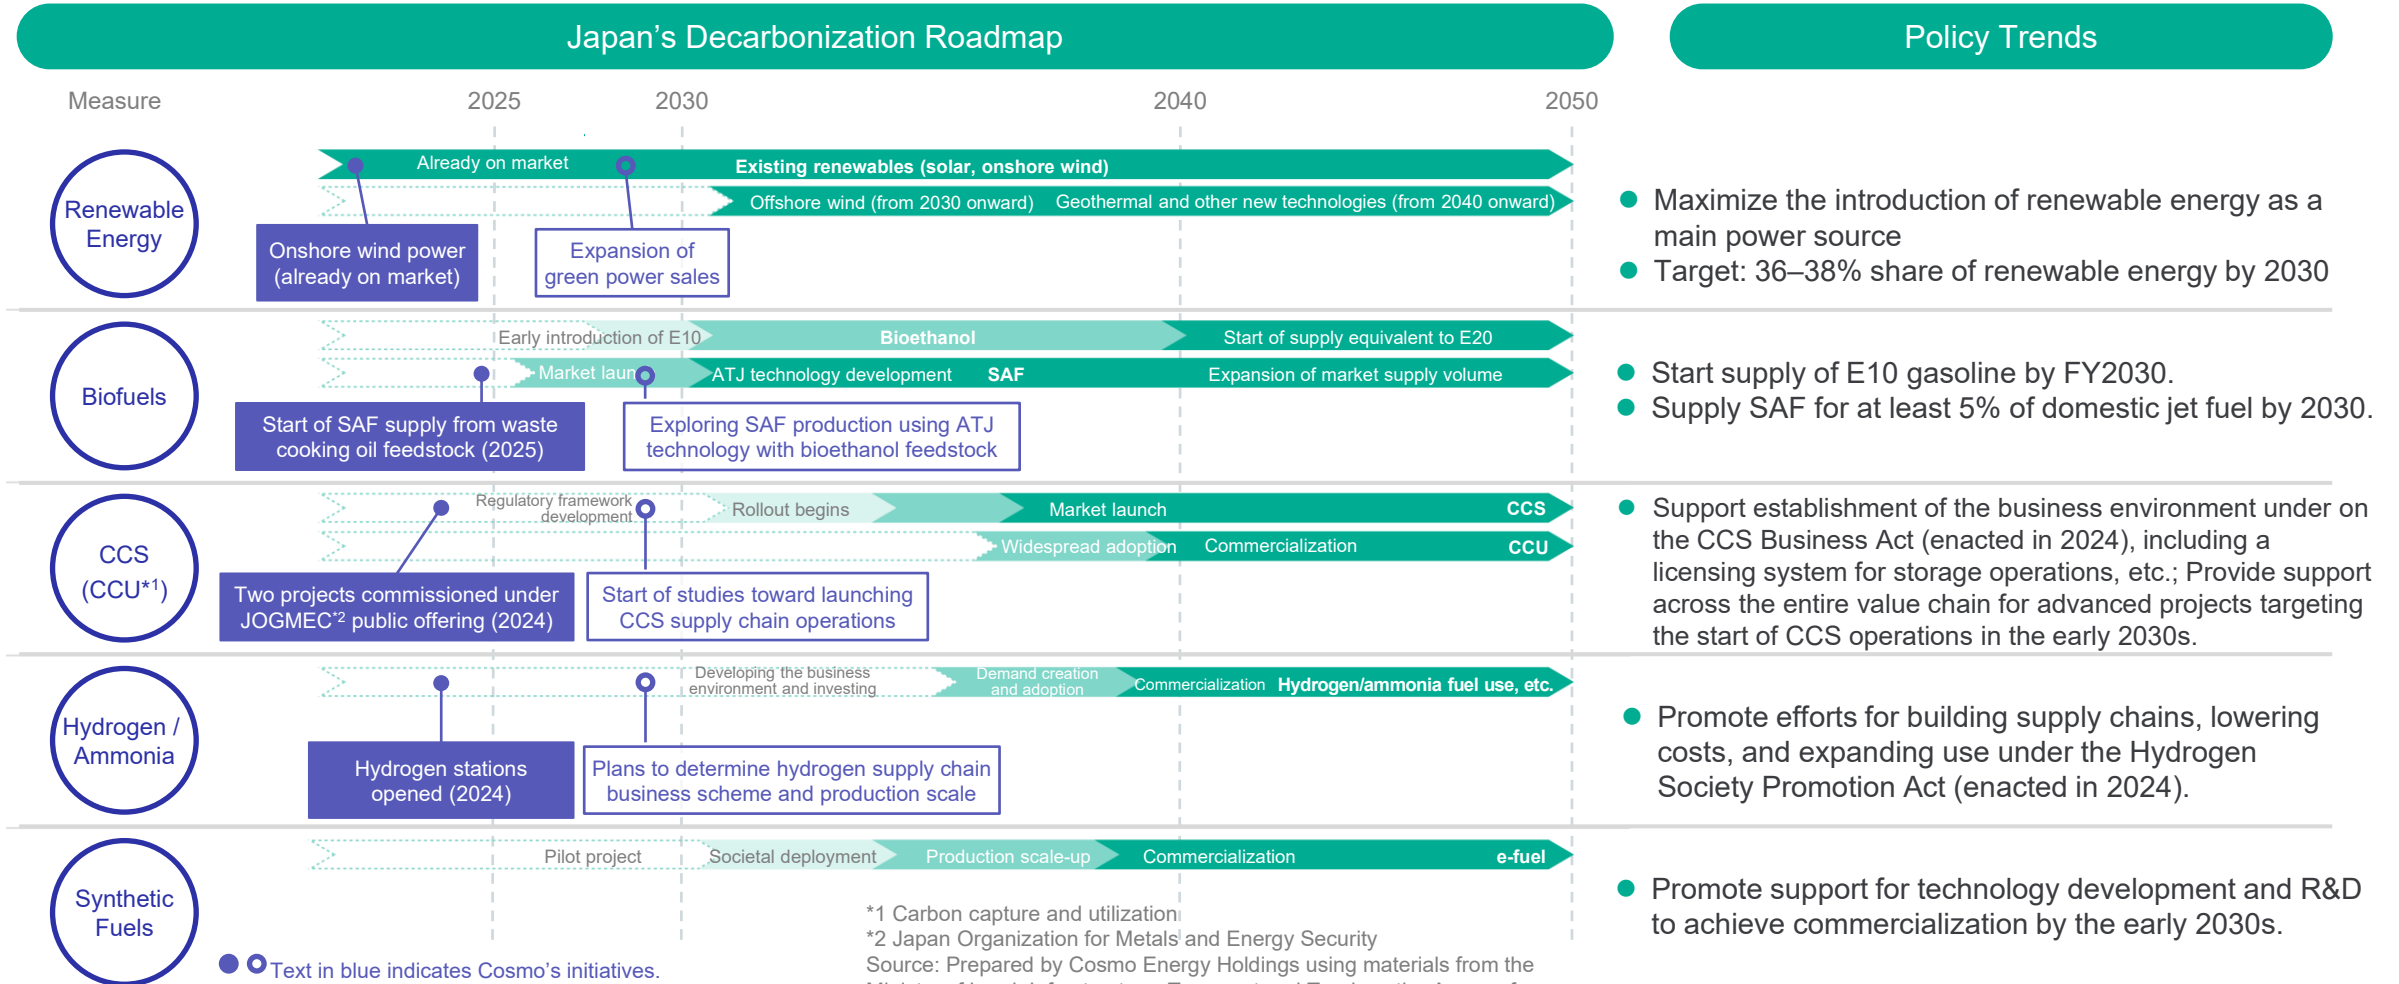 Japan’s Decarbonization Roadmap
Policy Trends
Measure
2025
2030
2040
2050
Renewable
Energy
Already on market
Existing renewables (solar, onshore wind)
Offshore wind (from 2030 onward)
Geothermal and other new technologies (from 2040 onward)
Onshore wind power
(already on market)
Expansion of
green power sales
Maximize the introduction of renewable energy as a
main power source
Target: 36–38% share of renewable energy by 2030
Biofuels
Early introduction of E10
Bioethanol
Start of supply equivalent to E20
Market laun
ATJ technology development
SAF
Expansion of market supply volume
Start of SAF supply from waste
cooking oil feedstock (2025)
Exploring SAF production using ATJ
technology with bioethanol feedstock
Start supply of E10 gasoline by FY2030.
Supply SAF for at least 5% of domestic jet fuel by 2030.
CCS
(CCU*1)
Regulatory framework
development
Rollout begins
Market launch
CCS
Widespread adoption
Commercialization
CCU
Two projects commissioned under
JOGMEC*2 public offering (2024)
Start of studies toward launching
CCS supply chain operations
Support establishment of the business environment under on
the CCS Business Act (enacted in 2024), including a
licensing system for storage operations, etc.; Provide support
across the entire value chain for advanced projects targeting
the start of CCS operations in the early 2030s.
Hydrogen /
Ammonia
Developing the business
environment and investing
Demand creation
and adoption
Commercialization
Hydrogen/ammonia fuel use, etc.
Hydrogen stations
opened (2024)
Plans to determine hydrogen supply chain
business scheme and production scale
Promote efforts for building supply chains, lowering
costs, and expanding use under the Hydrogen
Society Promotion Act (enacted in 2024).
Synthetic
Fuels
Pilot project
Societal deployment
Production scale-up
Commercialization
e-fuel
Promote support for technology development and R&D
to achieve commercialization by the early 2030s.
Text in blue indicates Cosmo’s initiatives.
*1 Carbon capture and utilization
*2 Japan Organization for Metals and Energy Security
Source: Prepared by Cosmo Energy Holdings using materials from the